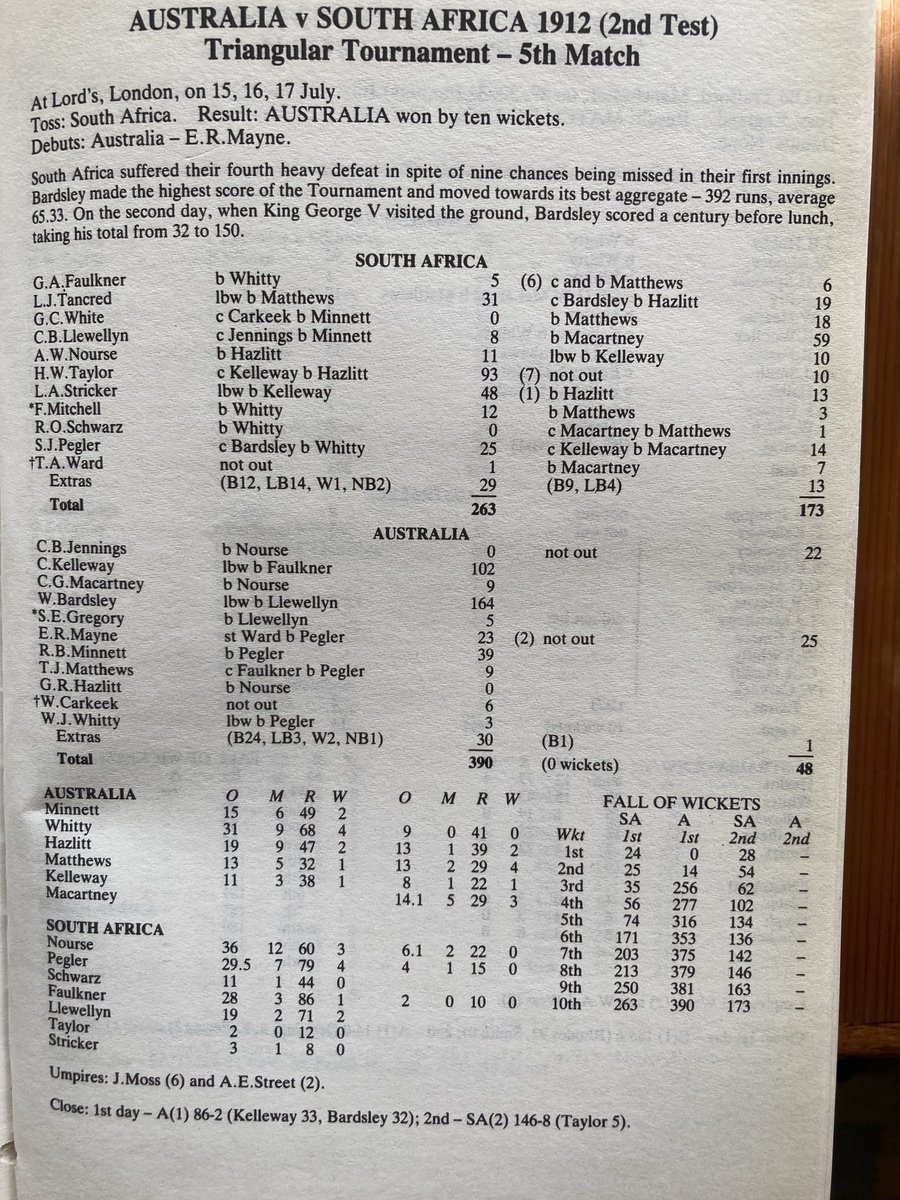 AUSTRALIA v SOUTH AFRICA 1912 (2nd Test)
Triangular Tournament – 5th Match
At Lord's, London, on 15, 16, 17 July.
Toss: South Africa. Result: AUSTRALIA won by ten wickets.
Debuts: Australia – E.R.Mayne.
South Africa suffered their fourth heavy defeat in spite of nine chances being missed in their first innings.
Bardsley made the highest score of the Tournament and moved towards its best aggregate – 392 runs, average
65.33. On the second day, when King George V visited the ground, Bardsley scored a century before lunch,
taking his total from 32 to 150.
SOUTH AFRICA
G.A.Faulkner b Whitty 5 (6) c and b Matthews 6
L.J.Tancred lbw b Matthews 31 c Bardsley b Hazlitt 19
G.C.White c Carkeek b Minnett 0 b Matthews 18
C.B.Llewellyn c Jennings b Minnett 8 b Macartney 59
A.W.Nourse b Hazlitt 11 lbw b Kelleway 10
H.W.Taylor c Kelleway b Hazlitt 93 (7) not out 10
L.A.Stricker lbw b Kelleway 48 (1) b Hazlitt 13
*F.Mitchell b Whitty 12 b Matthews 3
R.O.Schwarz b Whitty 0 c Macartney b Matthews 1
S.J.Pegler c Bardsley b Whitty 25 c Kelleway b Macartney 14
†T.A.Ward not out 1 b Macartney 7
Extras (B12, LB14, W1, NB2) 29 (B9, LB4) 13
Total 263 173
AUSTRALIA
C.B.Jennings b Nourse 0 not out 22
C.Kelleway lbw b Faulkner 102
C.G.Macartney b Nourse 9
W.Bardsley lbw b Llewellyn 164
*S.E.Gregory b Llewellyn 5
E.R.Mayne st Ward b Pegler 23 (2) not out 25
R.B.Minnett b Pegler 39
T.J.Matthews c Faulkner b Pegler 9
G.R.Hazlitt b Nourse 0
†W.Carkeek not out 6
W.J.Whitty lbw b Pegler 3
Extras (B24, LB3, W2, NB1) 30 (B1) 1
Total 390 (0 wickets) 48
AUSTRALIA O M R W O M R W
Minnett 15 6 49 2
Whitty 31 9 68 4 9 0 41 0
Hazlitt 19 9 47 2 13 1 39 2
Matthews 13 5 32 1 13 2 29 4
Kelleway 11 3 38 1 8 1 22 1
Macartney 14.1 5 29 3
SOUTH AFRICA
Nourse 36 12 60 3 6.1 2 22 0
Pegler 29.5 7 79 4 4 1 15 0
Schwarz 11 1 44 0
Faulkner 28 3 86 1 2 0 10 0
Llewellyn 19 2 71 2
Taylor 2 0 12 0
Stricker 3 1 8 0
FALL OF WICKETS
SA A SA A
Wkt 1st 1st 2nd 2nd
1st 24 0 28 –
2nd 25 14 54 –
3rd 35 256 62 –
4th 56 277 102 –
5th 74 316 134 –
6th 171 353 136 –
7th 203 375 142 –
8th 213 379 146 –
9th 250 381 163 –
10th 263 390 173 –
Umpires: J.Moss (6) and A.E.Street (2).
Close: 1st day – A(1) 86-2 (Kelleway 33, Bardsley 32); 2nd – SA(2) 146-8 (Taylor 5).